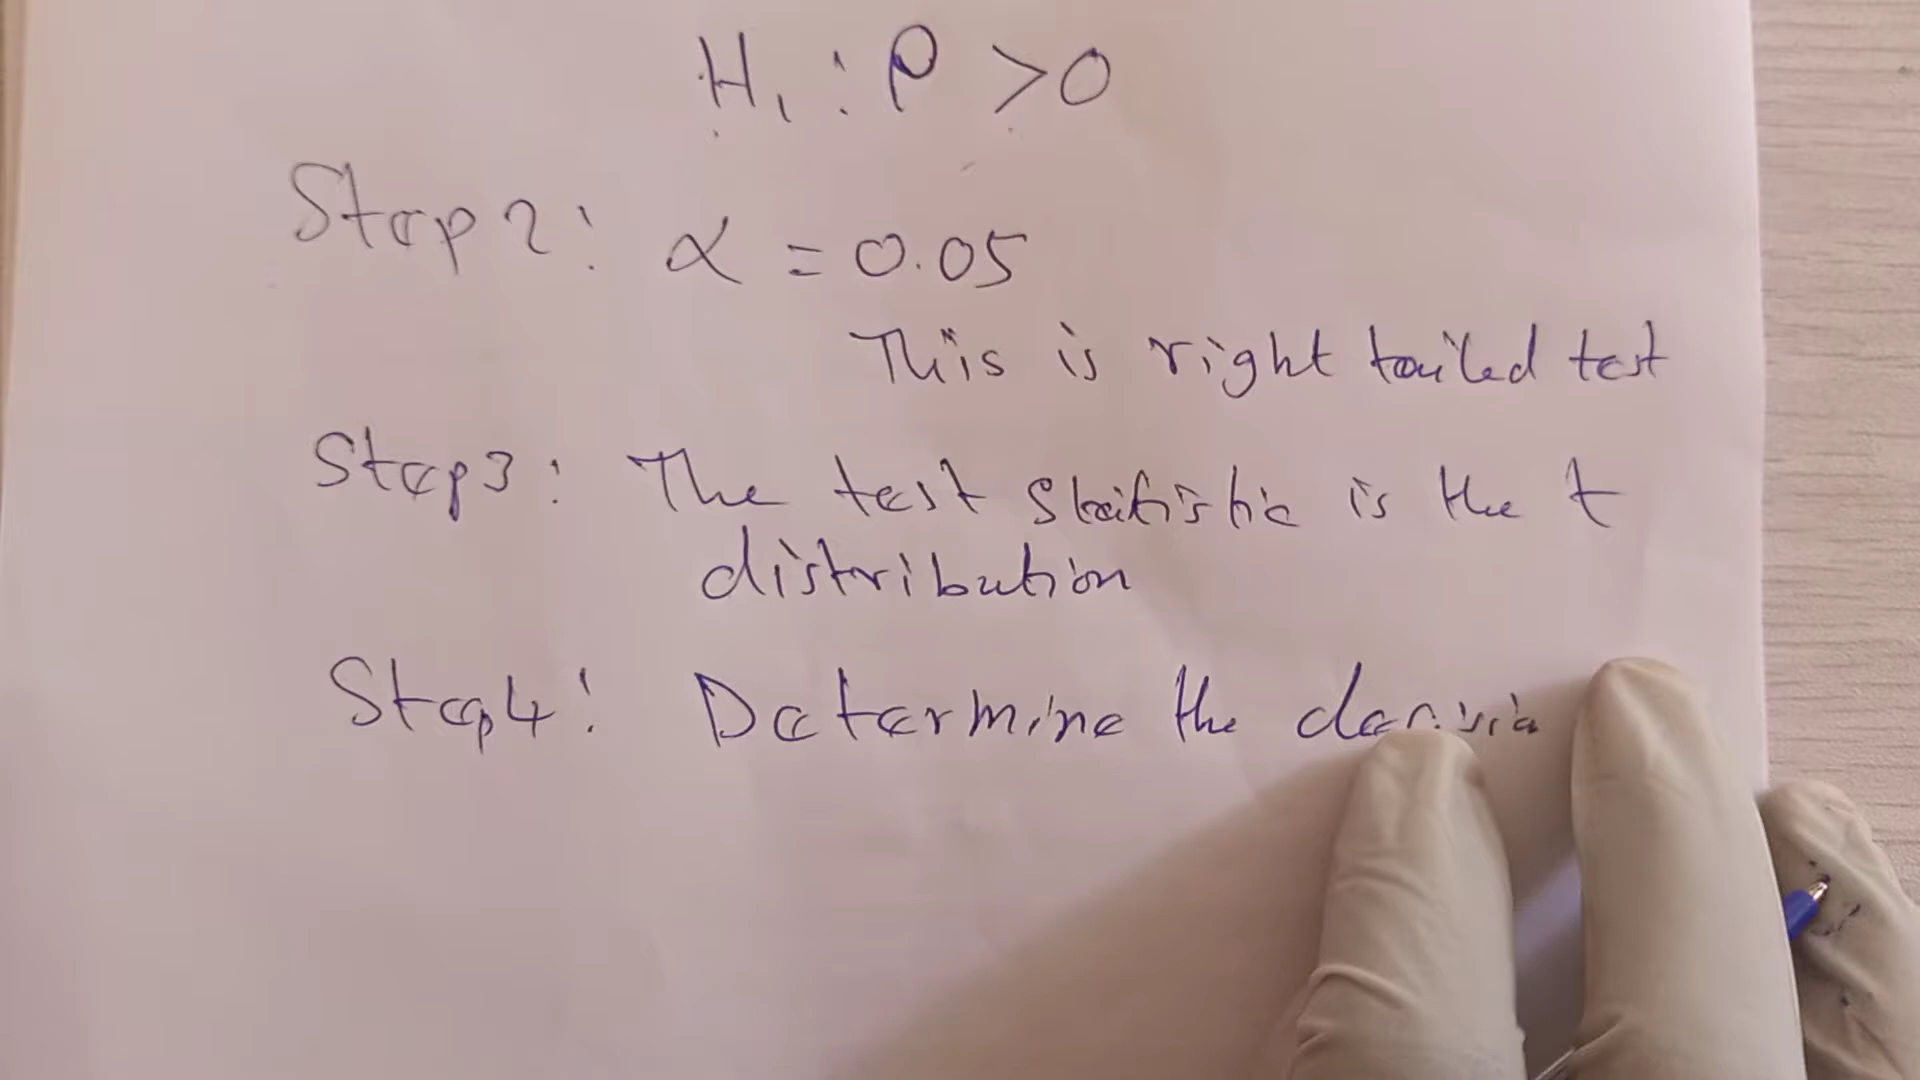 H₁ : ρ > 0
Step 2: α = 0.05
This is right tailed test
Step 3: The test statistic is the t
distribution
Step 4: Determine the